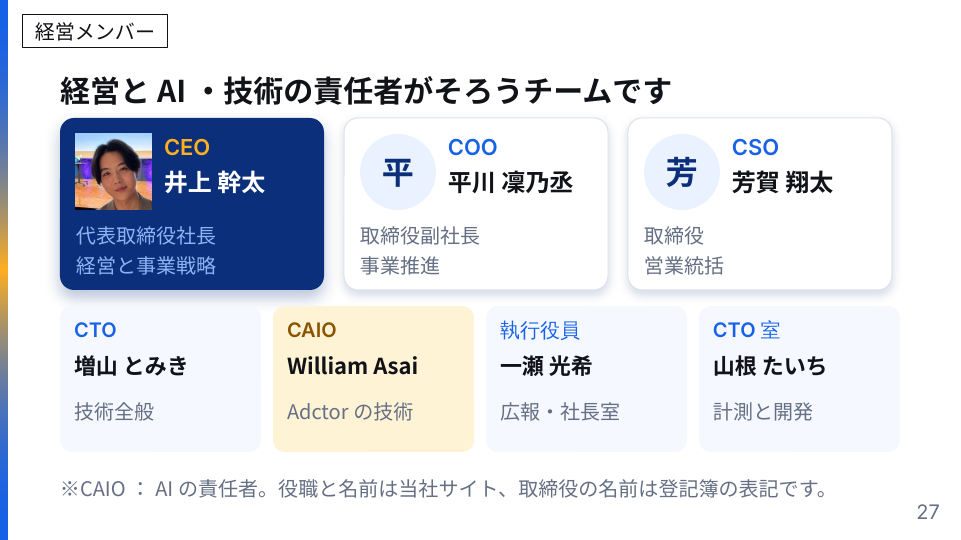 経営メンバー
経営と AI ・技術の責任者がそろうチームです
CEO
井上 幹太
代表取締役社長
経営と事業戦略
平
COO
平川 凜乃丞
取締役副社長
事業推進
芳
CSO
芳賀 翔太
取締役
営業統括
CTO
増山 とみき
技術全般
CAIO
William Asai
Adctor の技術
執行役員
一瀬 光希
広報・社長室
CTO 室
山根 たいち
計測と開発
※CAIO ： AI の責任者。役職と名前は当社サイト、取締役の名前は登記簿の表記です。
27